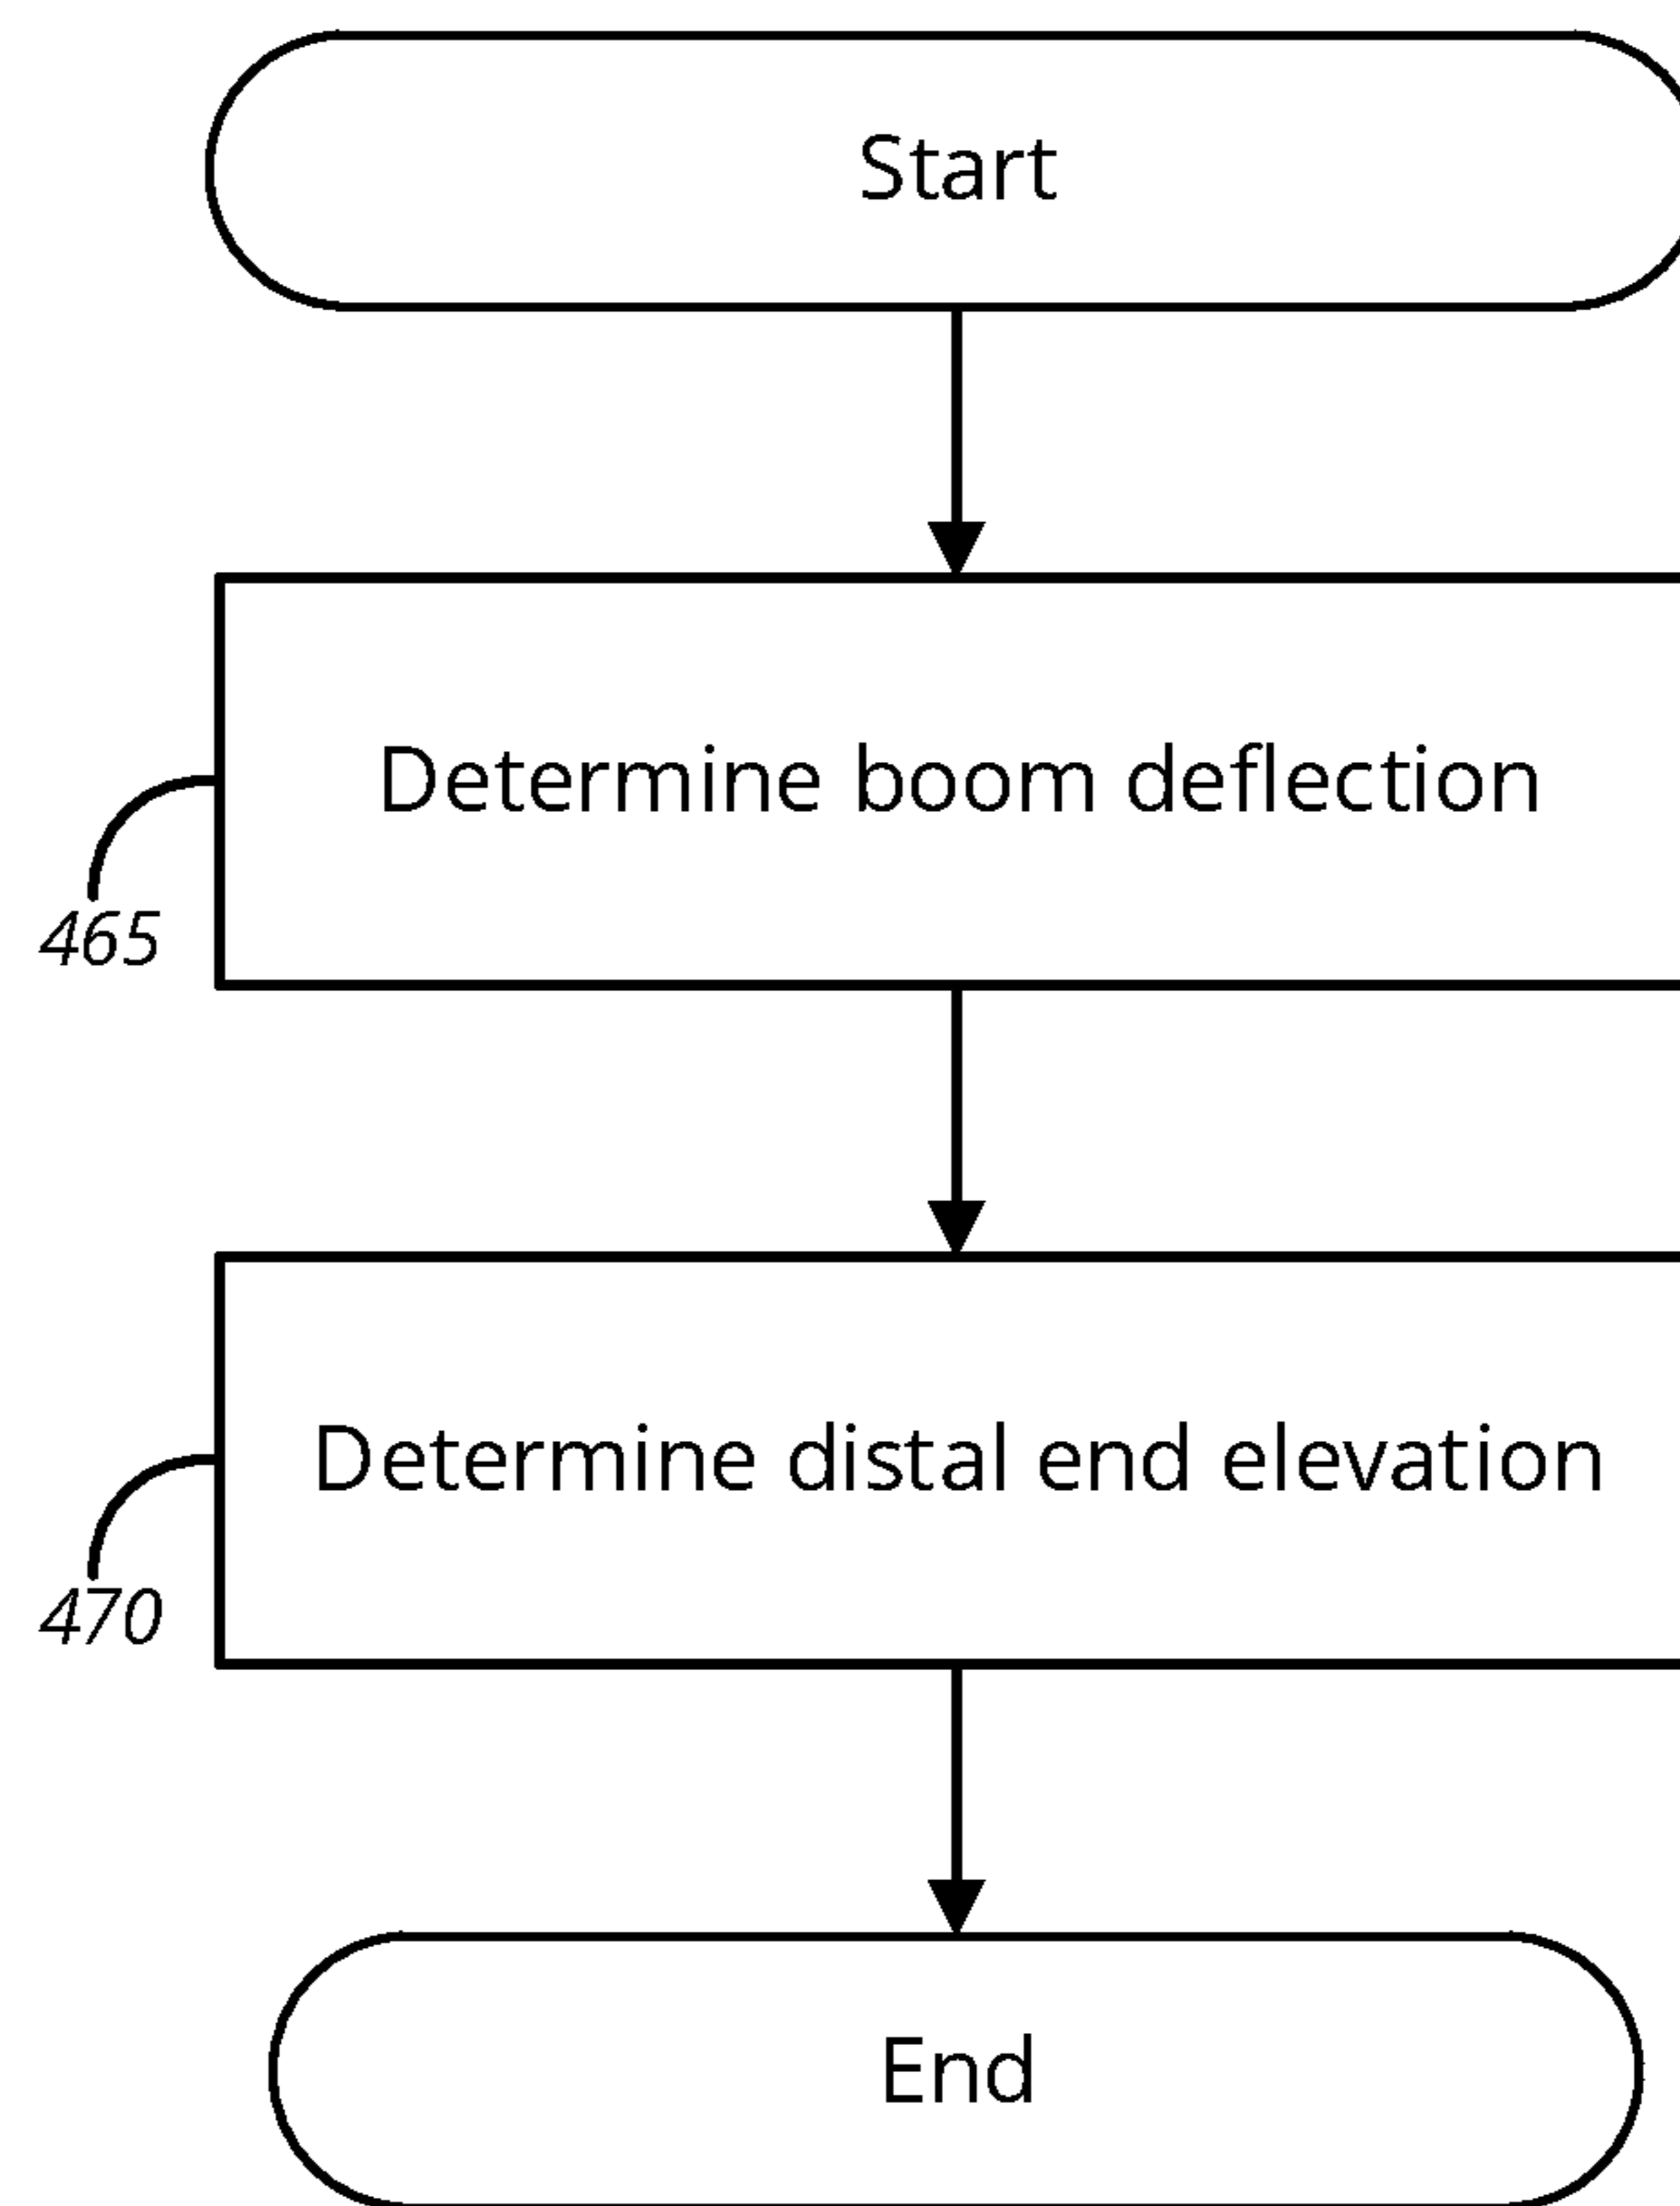 Start
Determine boom deflection
465
Determine distal end elevation
470
End